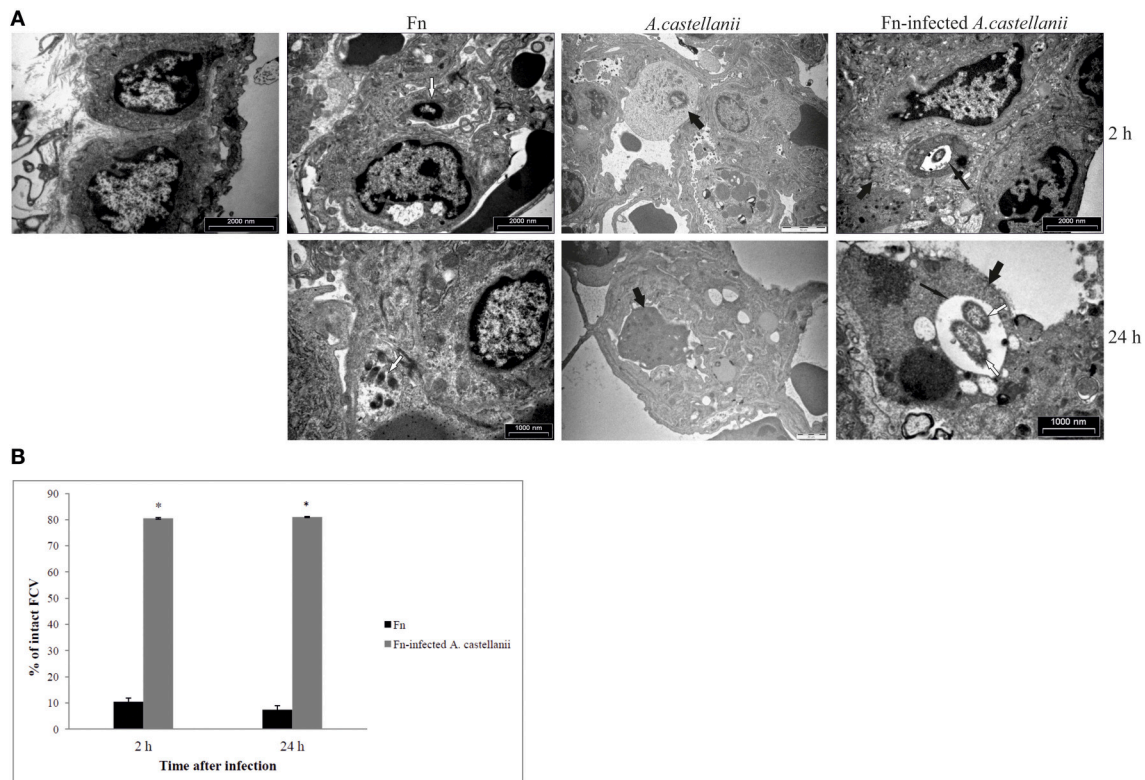 A
Fn
A.castellanii
Fn-infected A.castellanii
2000 nm
2000 nm
2000 nm
2 h
1000 nm
1000 nm
24 h
B
% of intact FCV
90
80
70
60
50
40
30
20
10
0
*
*
2 h
24 h
Time after infection
Fn
Fn-infected A. castellanii